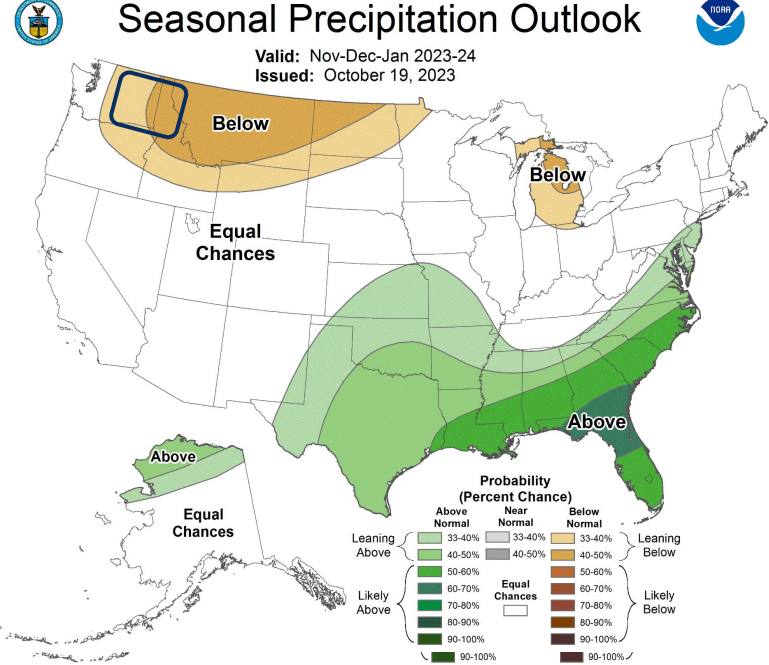 Seasonal Precipitation Outlook
NOAA
Valid: Nov-Dec-Jan 2023-24
Issued: October 19, 2023
Below
Below
Equal
Chances
Above
Above
Equal
Chances
Probability
(Percent Chance)
Above
Normal
Near
Normal
Below
Normal
Leaning
Above
33-40%
40-50%
33-40%
40-50%
33-40%
40-50%
Leaning
Below
Likely
Above
50-60%
60-70%
70-80%
80-90%
90-100%
90-100%
Equal
Chances
50-60%
60-70%
70-80%
80-90%
90-100%
90-100%
Likely
Below